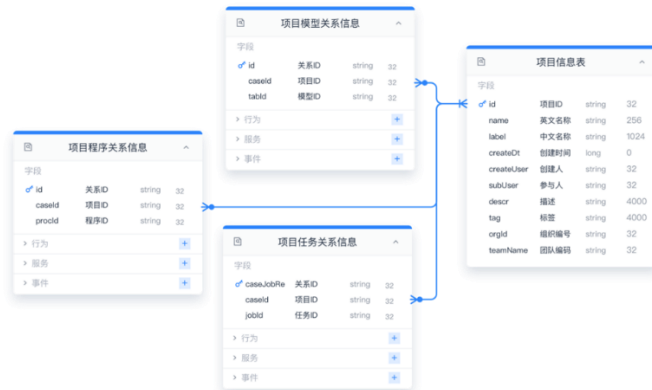 项目模型关系信息
字段
id 关系ID string 32
caseId 项目ID string 32
tabId 模型ID string 32
行为
服务
事件
项目信息表
字段
id 项目ID string 32
name 英文名称 string 256
label 中文名称 string 1024
createDt 创建时间 long 0
createUser 创建人 string 32
subUser 参与人 string 32
descr 描述 string 4000
tag 标签 string 4000
orgId 组织编号 string 32
teamName 团队编码 string 32
项目程序关系信息
字段
id 关系ID string 32
caseId 项目ID string 32
procId 程序ID string 32
行为
服务
事件
项目任务关系信息
字段
caseJobRe 关系ID string 32
caseId 项目ID string 32
jobId 任务ID string 32
行为
服务
事件